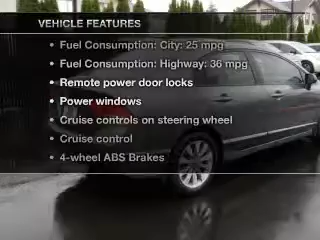 VEHICLE FEATURES
• Fuel Consumption: City: 25 mpg
• Fuel Consumption: Highway: 36 mpg
• Remote power door locks
• Power windows
• Cruise controls on steering wheel
• Cruise control
• 4-wheel ABS Brakes